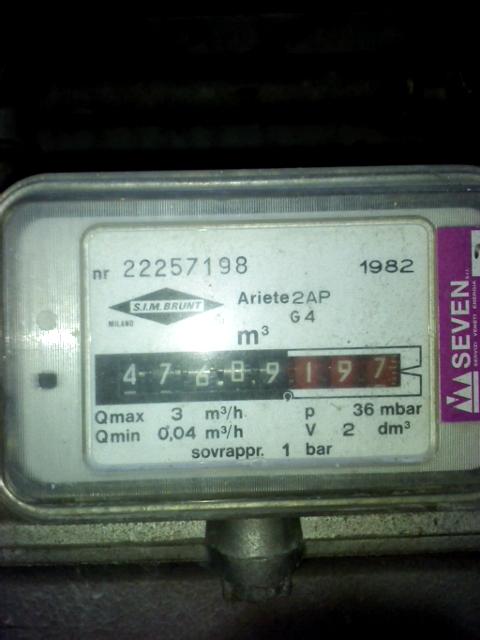 nr 22257198 1982
S.I.M. BRUNT
MILANO
Ariete 2AP
G4
m³
47689197
Qmax 3 m³/h p 36 mbar
Qmin 0,04 m³/h V 2 dm³
sovrappr. 1 bar
SEVEN